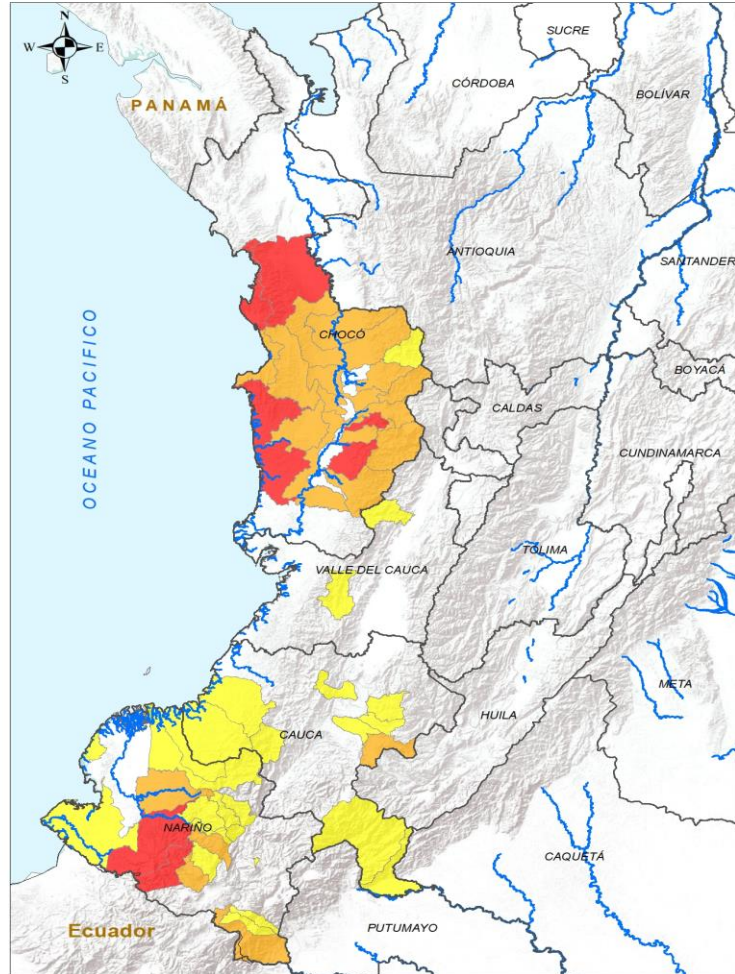 N
W E
S
SUCRE
CÓRDOBA
BOLÍVAR
PANAMÁ
ANTIOQUIA
SANTANDER
OCEANO PACIFICO
CHOCÓ
BOYACÁ
CALDAS
CUNDINAMARCA
TOLIMA
VALLE DEL CAUCA
META
HUILA
CAUCA
NARIÑO
CAQUETÁ
Ecuador
PUTUMAYO